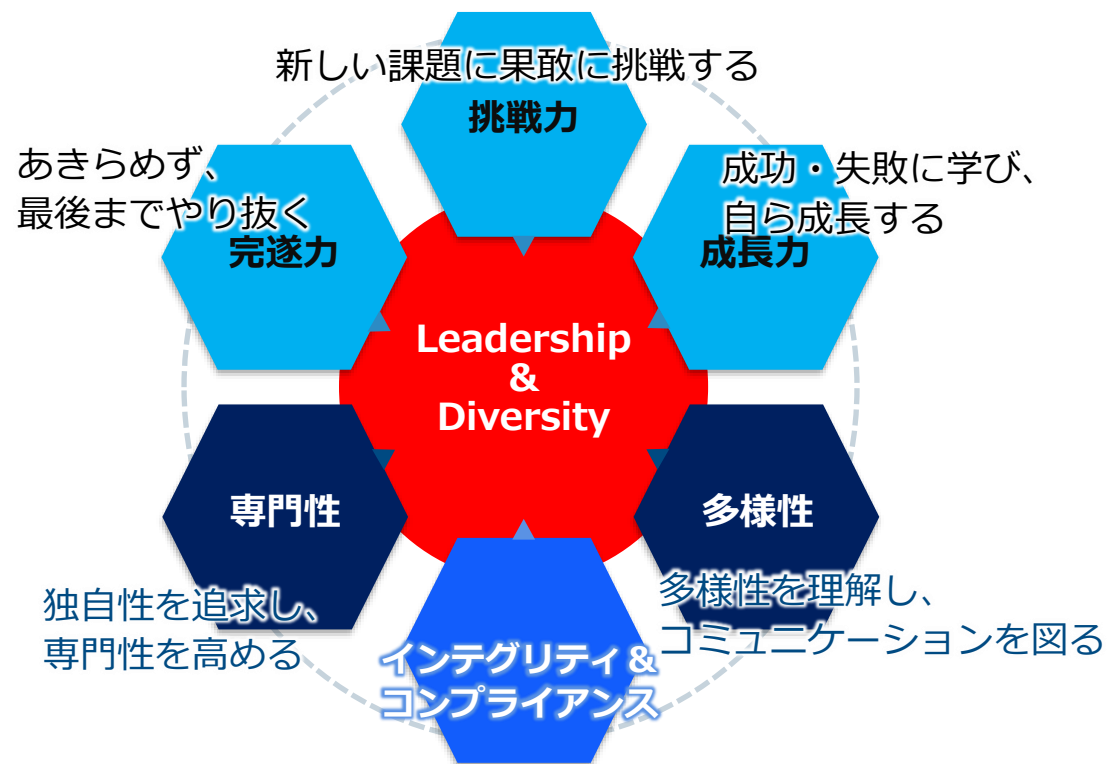 新しい課題に果敢に挑戦する
挑戦力
あきらめず、
最後までやり抜く
完遂力
成功・失敗に学び、
自ら成長する
成長力
Leadership
&
Diversity
専門性
独自性を追求し、
専門性を高める
多様性
多様性を理解し、
コミュニケーションを図る
インテグリティ&
コンプライアンス